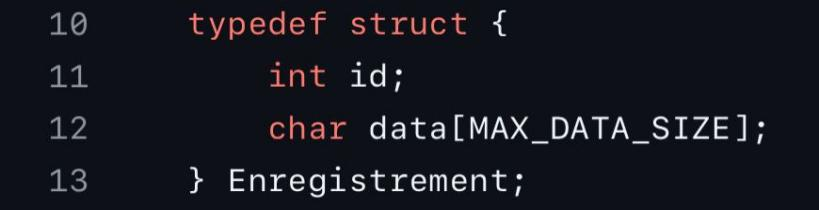 10 typedef struct {
11 int id;
12 char data[MAX_DATA_SIZE];
13 } Enregistrement;